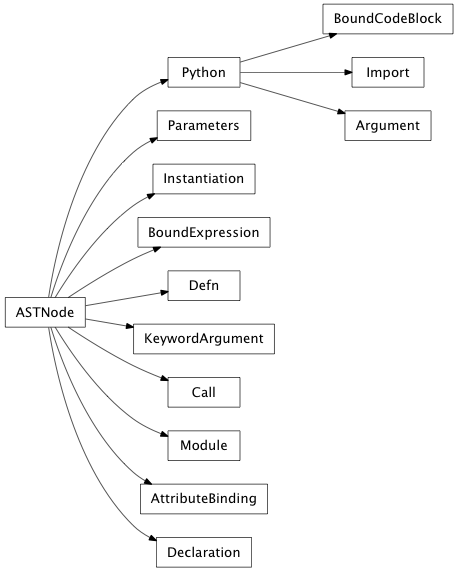 BoundCodeBlock
Python
Import
Argument
Parameters
Instantiation
BoundExpression
Defn
ASTNode
KeywordArgument
Call
Module
AttributeBinding
Declaration